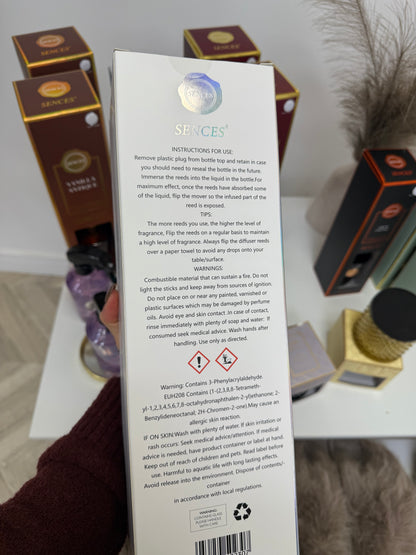 SENCES
SENCES
SENCES®
INSTRUCTIONS FOR USE:
Remove plastic plug from bottle top and retain in case
you should need to reseal the bottle in the future.
Immerse the reeds into the liquid in the bottle.For
maximum effect, once the reeds have absorbed some
of the liquid, flip the mover so the infused part of the
reed is exposed.
TIPS:
The more reeds you use, the higher the level of
fragrance, Flip the reeds on a regular basis to maintain
a high level of fragrance. Always flip the diffuser reeds
over a paper towel to avoid any drops onto your
table/surface.
WARNINGS:
Combustible material that can sustain a fire. Do not
light the sticks and keep away from sources of ignition.
Do not place on or near any painted, varnished or
plastic surfaces which may be damaged by perfume
oils. Avoid eye and skin contact .In case of contact,
rinse immediately with plenty of soap and water: If
consumed seek medical advice. Wash hands after
handling. Use only as directed.
Warning: Contains 3-Phenylacrylaldehyde.
EUH208 Contains (1-(2,3,8,8-Tetrameth-
yl-1,2,3,4,5,6,7,8-octahydronaphthalen-2-yl)ethanone; 2-
Benzylideneoctanal; 2H-Chromen-2-one).May cause an
allergic skin reaction.
IF ON SKIN:Wash with plenty of water. If skin irritation or
rash occurs: Seek medical advice/attention. If medical
advice is needed, have product container or label at hand.
Keep out of reach of children and pets. Read label before
use. Harmful to aquatic life with long lasting effects
Avoid release into the environment. Dispose of contents/-
container
in accordance with local regulations.
WARNING:
CONTAINS GLASS
PLEASE HANDLE
WITH CARE
SENCES
SENCES
VANILLA
ANTIQUE
SENCES